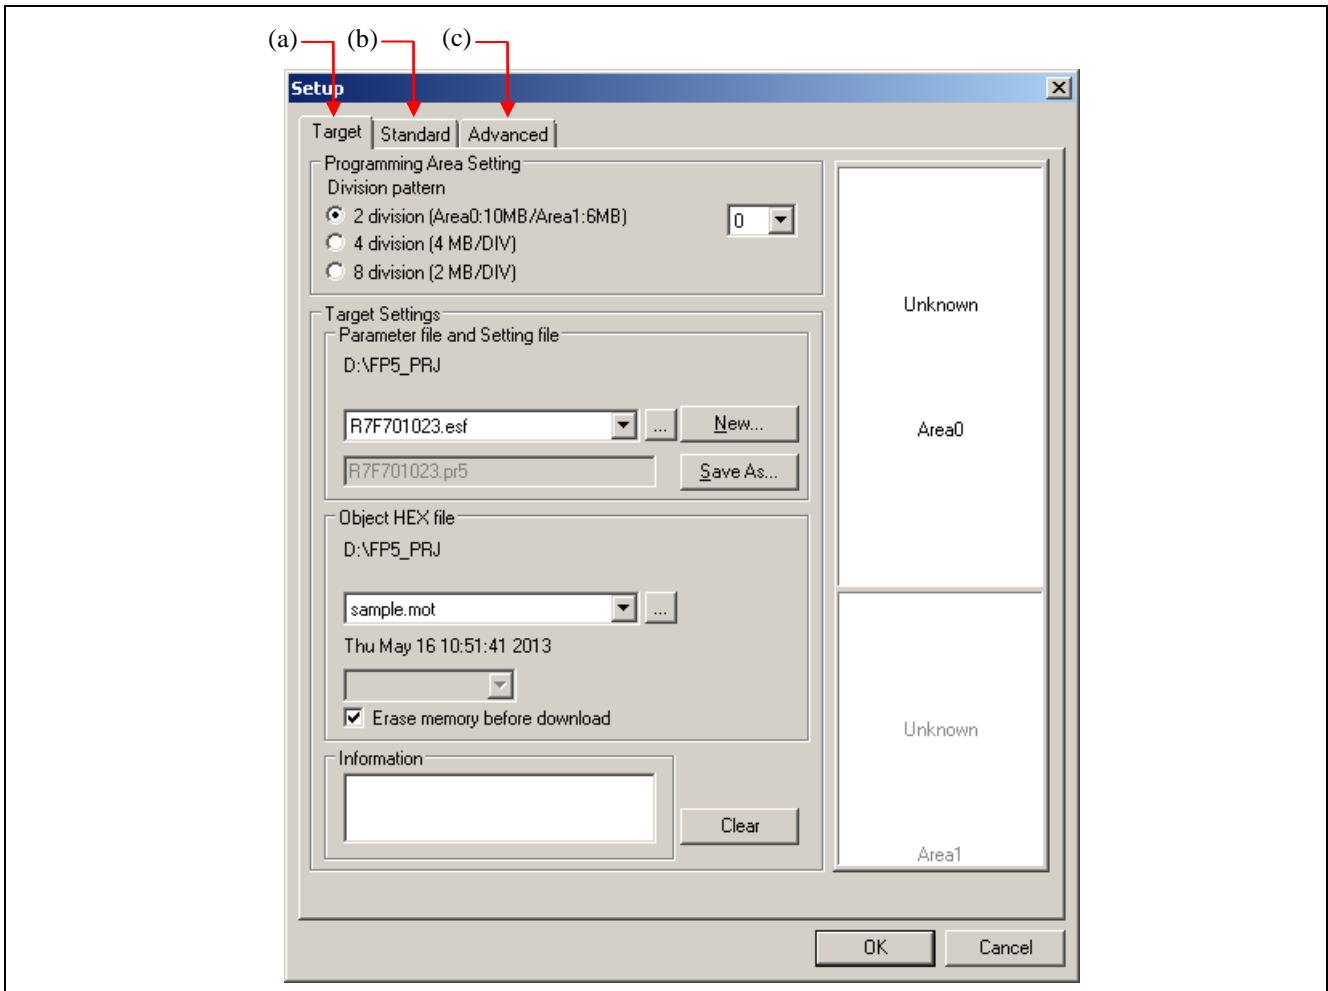 (a) (b) (c)
Setup
Target Standard Advanced
Programming Area Setting
Division pattern
2 division (Area0:10MB/Area1:6MB) 0
4 division (4 MB/DIV)
8 division (2 MB/DIV)
Target Settings
Parameter file and Setting file
D:\FP5_PRJ
R7F701023.esf ... New...
R7F701023.pr5 Save As...
Object HEX file
D:\FP5_PRJ
sample.mot ...
Thu May 16 10:51:41 2013
Erase memory before download
Information
Clear
Unknown
Area0
Unknown
Area1
OK Cancel